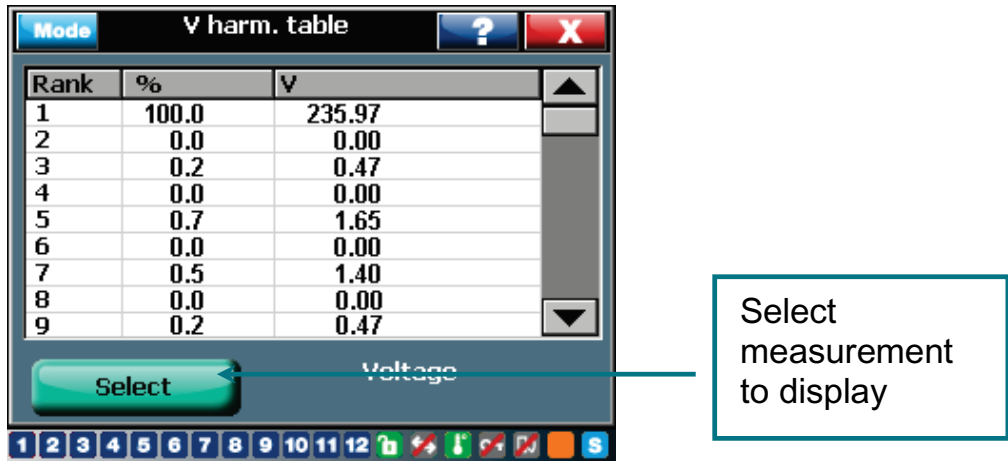 Mode V harm. table ? X
Rank % V
1 100.0 235.97
2 0.0 0.00
3 0.2 0.47
4 0.0 0.00
5 0.7 1.65
6 0.0 0.00
7 0.5 1.40
8 0.0 0.00
9 0.2 0.47
Select Voltage
1 2 3 4 5 6 7 8 9 10 11 12 S
Select
measurement
to display